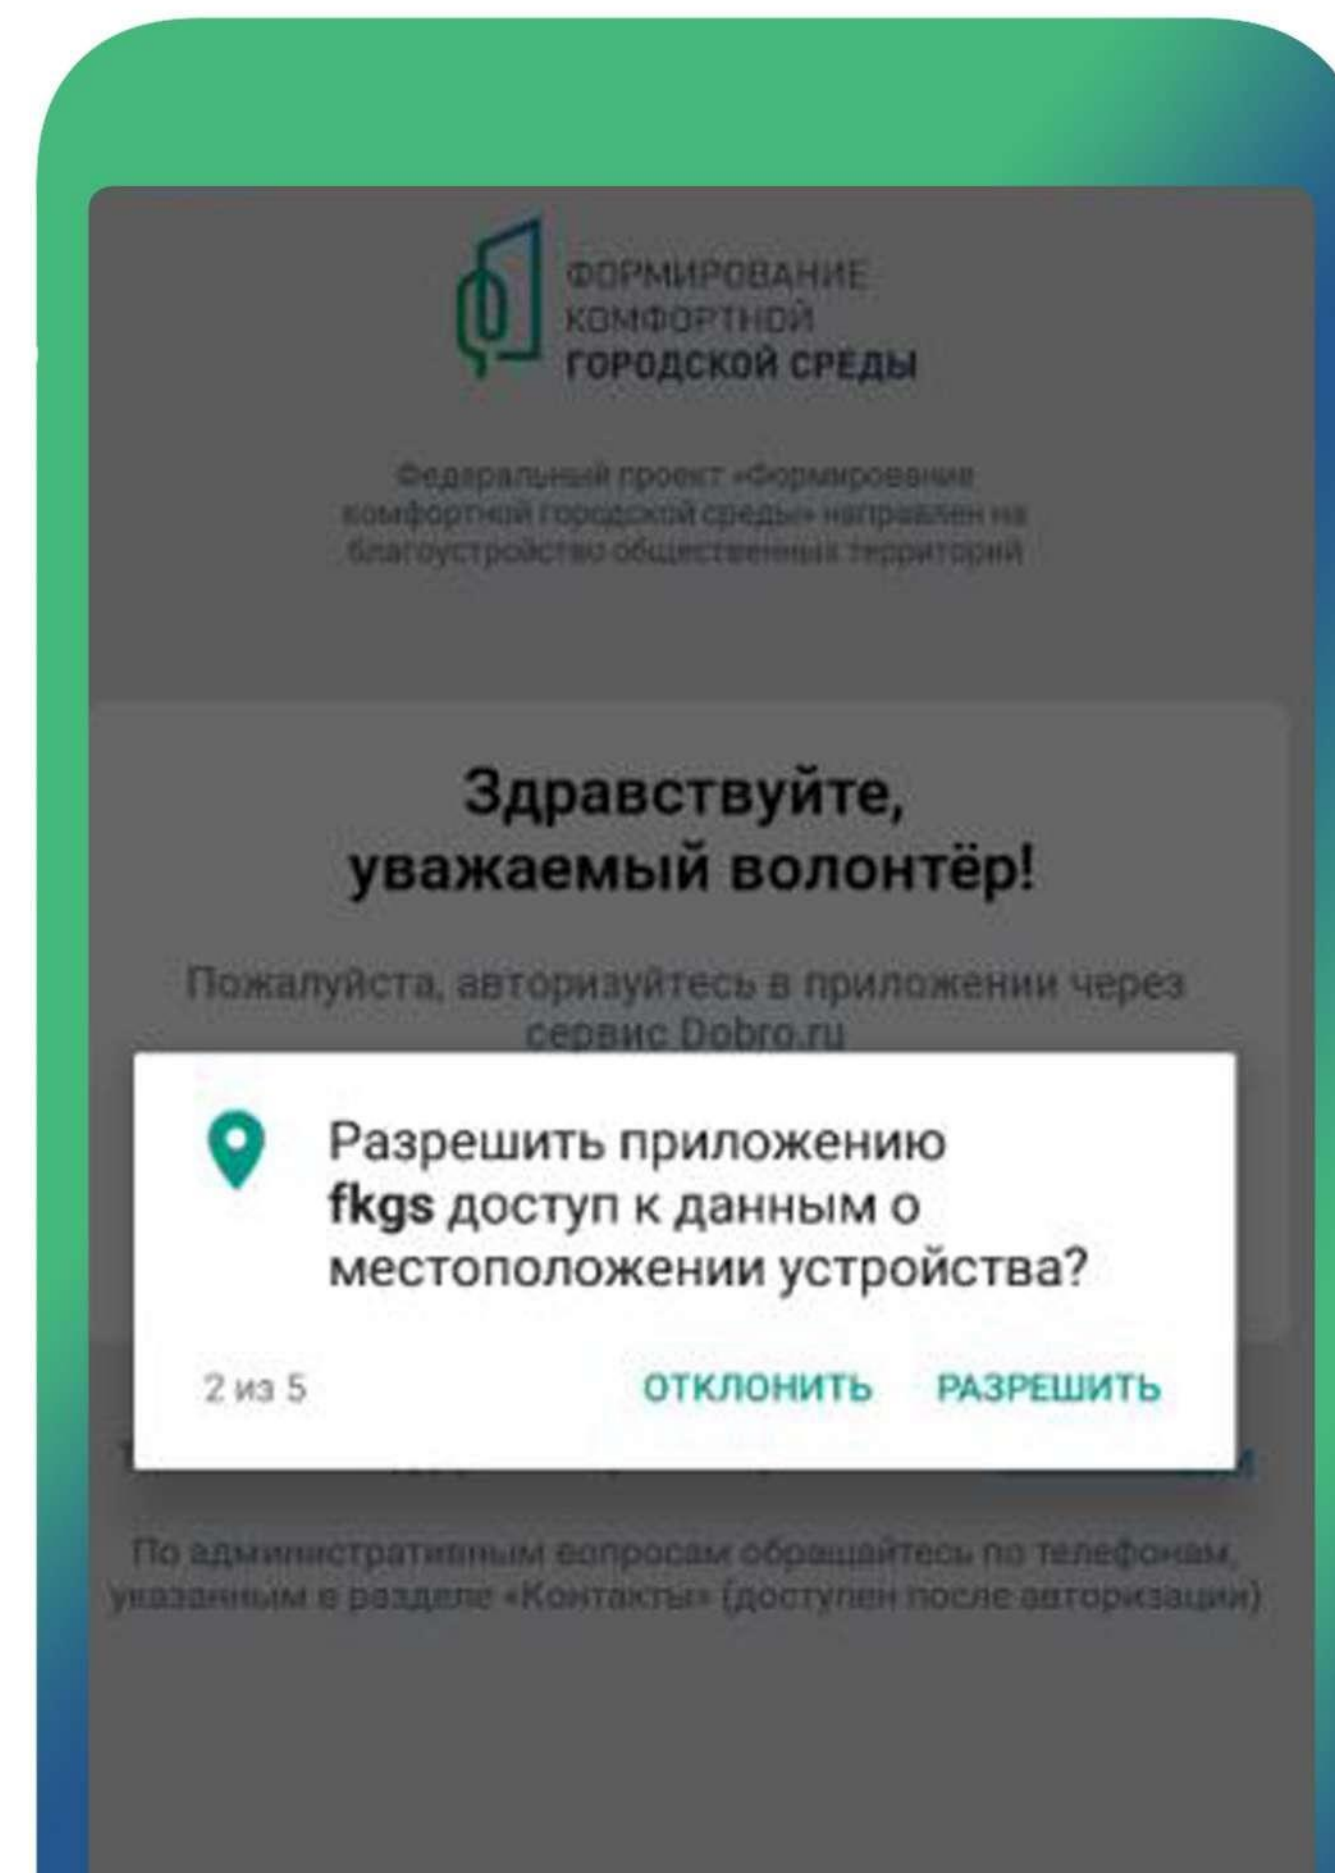 ФОРМИРОВАНИЕ
КОМФОРТНОЙ
ГОРОДСКОЙ СРЕДЫ
Федеральный проект «Формирование
комфортной городской среды» направлен на
благоустройство общественных территорий
Здравствуйте,
уважаемый волонтёр!
Пожалуйста, авторизуйтесь в приложении через
сервис Dobro.ru
Разрешить приложению
fkgs доступ к данным о
местоположении устройства?
2 из 5
ОТКЛОНИТЬ РАЗРЕШИТЬ
По административным вопросам обращайтесь по телефонам,
указанным в разделе «Контакты» (доступен после авторизации)